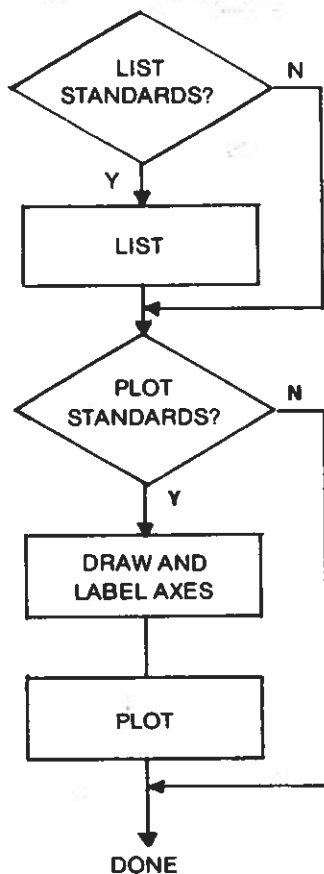 LIST
STANDARDS?
N
Y
LIST
PLOT
STANDARDS?
N
Y
DRAW AND
LABEL AXES
PLOT
DONE